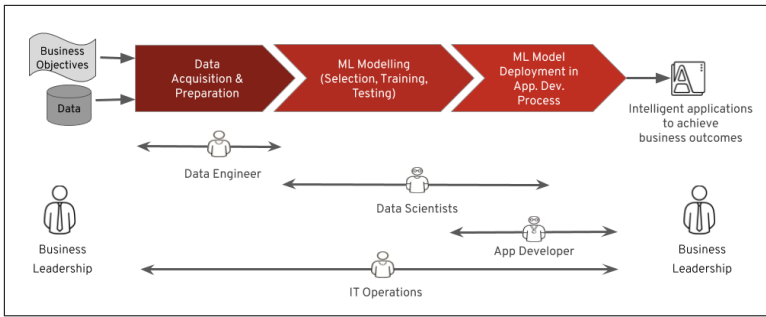 Business
Objectives
Data
Data
Acquisition &
Preparation
ML Modelling
(Selection, Training,
Testing)
ML Model
Deployment in
App. Dev.
Process
Intelligent applications
to achieve
business outcomes
Data Engineer
Data Scientists
App Developer
IT Operations
Business
Leadership
Business
Leadership